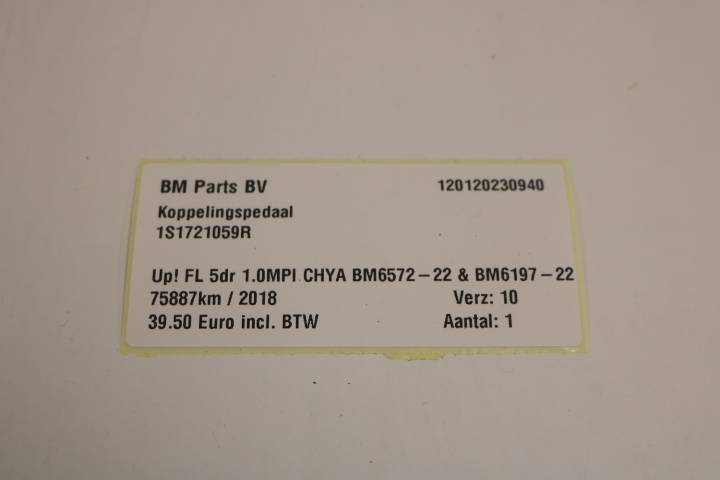 BM Parts BV 120120230940
Koppelingspedaal
1S1721059R
Up! FL 5dr 1.0MPI CHYA BM6572-22 & BM6197-22
75887km / 2018 Verz: 10
39.50 Euro incl. BTW Aantal: 1